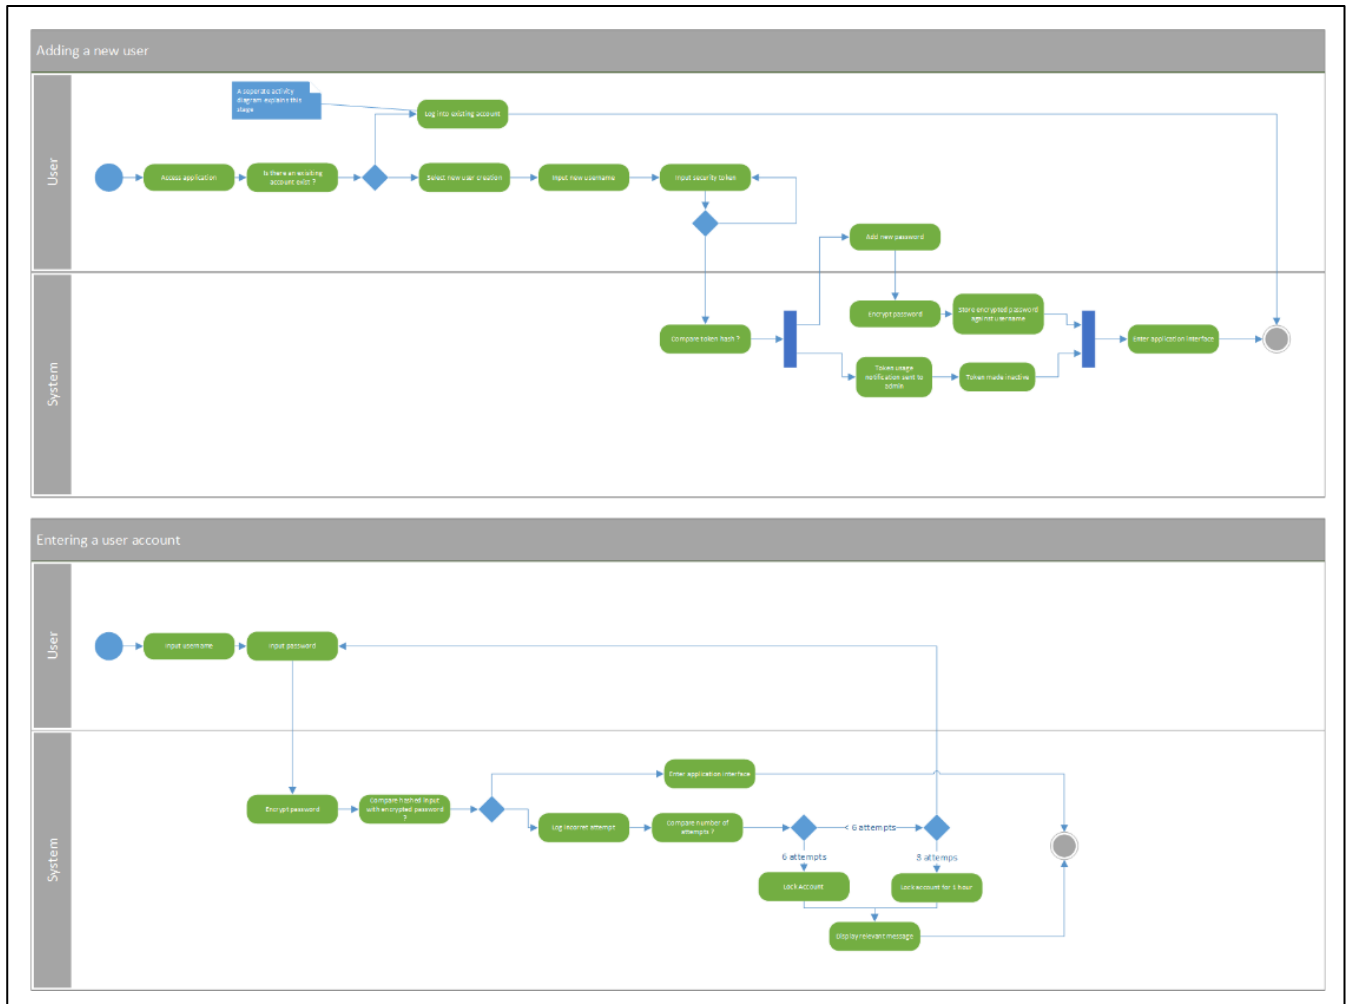 Adding a new user
User
A seperate activity
diagram explains this
stage
Log into existing account
Access application
Is there an existing
account exist ?
Select new user creation
Input new username
Input security token
Add new password
System
Encrypt password
Store encrypted password
against username
Compare token hash ?
Enter application interface
Token usage
notification sent to
admin
Token made inactive
Entering a user account
User
Input username
Input password
System
Enter application interface
Encrypt password
Compare hashed input
with encrypted password
?
Log incorret attempt
Compare number of
attempts ?
< 6 attempts
6 attempts
3 attemps
Lock Account
Lock account for 1 hour
Display relevant message